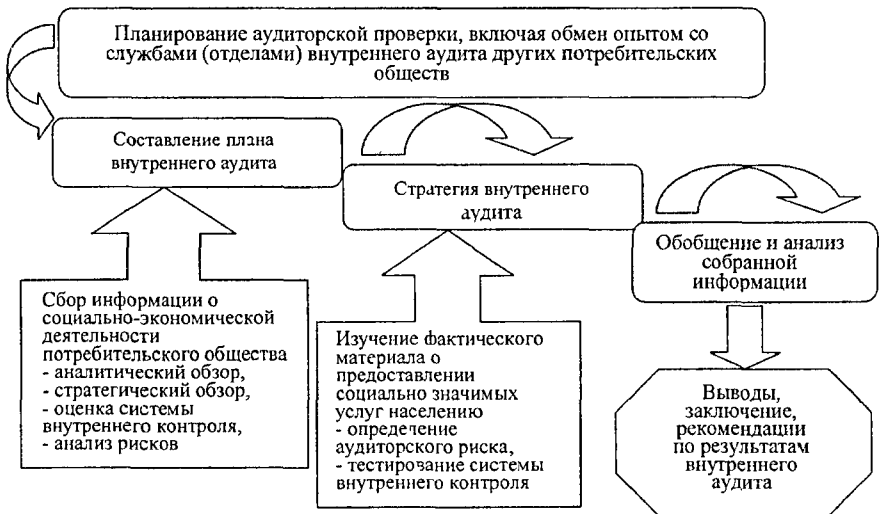 Планирование аудиторской проверки, включая обмен опытом со
службами (отделами) внутреннего аудита других потребительских
обществ
Составление плана
внутреннего аудита
Стратегия внутреннего
аудита
Обобщение и анализ
собранной
информации
Сбор информации о
социально-экономической
деятельности
потребительского общества
- аналитический обзор,
- стратегический обзор,
- оценка системы
внутреннего контроля,
- анализ рисков
Изучение фактического
материала о
предоставлении
социально значимых
услуг населению
- опредечение
аудиторского риска,
- тестирование системы
внутреннего контроля
Выводы,
заключение,
рекомендации
по результатам
внутреннего
аудита